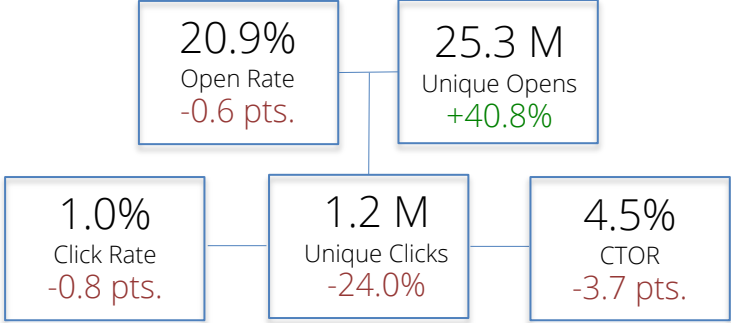 20.9%
Open Rate
-0.6 pts.
25.3 M
Unique Opens
+40.8%
1.0%
Click Rate
-0.8 pts.
1.2 M
Unique Clicks
-24.0%
4.5%
CTOR
-3.7 pts.